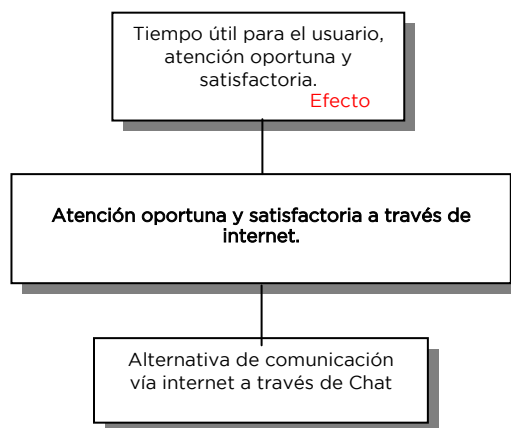 Tiempo útil para el usuario,
atención oportuna y
satisfactoria.
Efecto
Atención oportuna y satisfactoria a través de
internet.
Alternativa de comunicación
vía internet a través de Chat